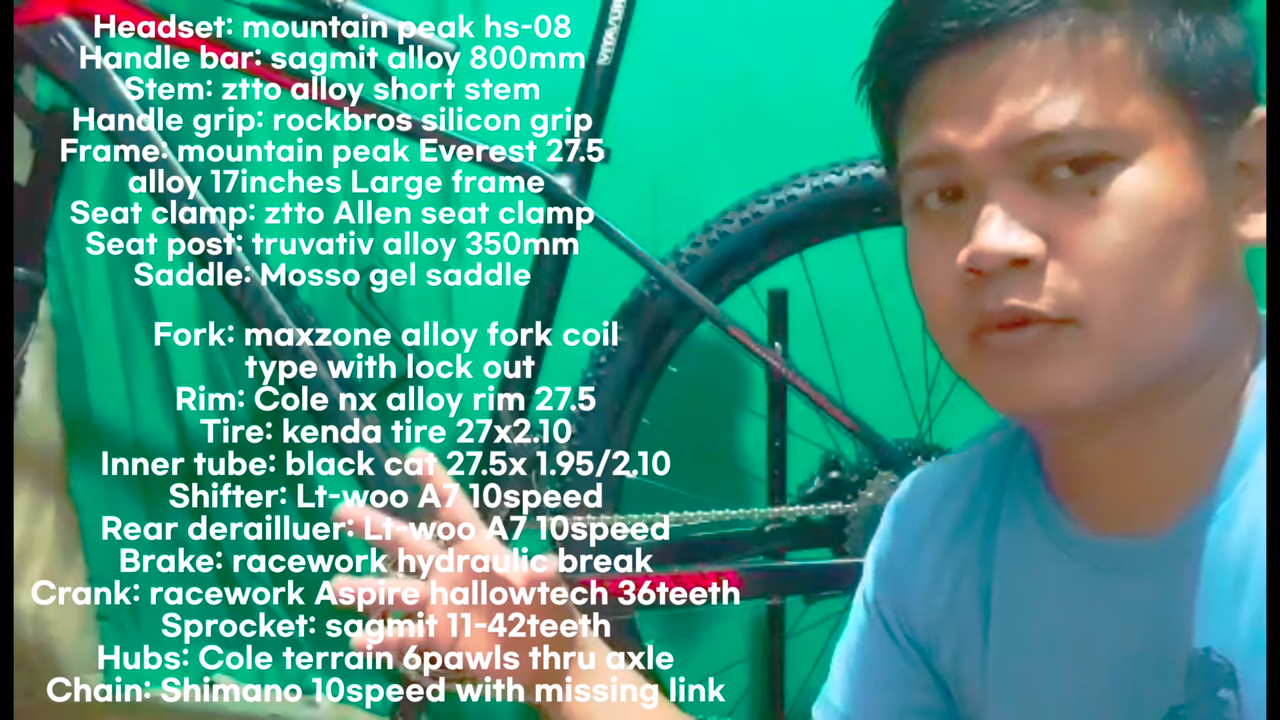 Headset: mountain peak hs-08
Handle bar: sagmit alloy 800mm
Stem: ztto alloy short stem
Handle grip: rockbros silicon grip
Frame: mountain peak Everest 27.5
alloy 17inches Large frame
Seat clamp: ztto Allen seat clamp
Seat post: truvativ alloy 350mm
Saddle: Mosso gel saddle
Fork: maxzone alloy fork coil
type with lock out
Rim: Cole nx alloy rim 27.5
Tire: kenda tire 27x2.10
Inner tube: black cat 27.5x 1.95/2.10
Shifter: Lt-woo A7 10speed
Rear derailluer: Lt-woo A7 10speed
Brake: racework hydraulic break
Crank: racework Aspire hallowtech 36teeth
Sprocket: sagmit 11-42teeth
Hubs: Cole terrain 6pawls thru axle
Chain: Shimano 10speed with missing link